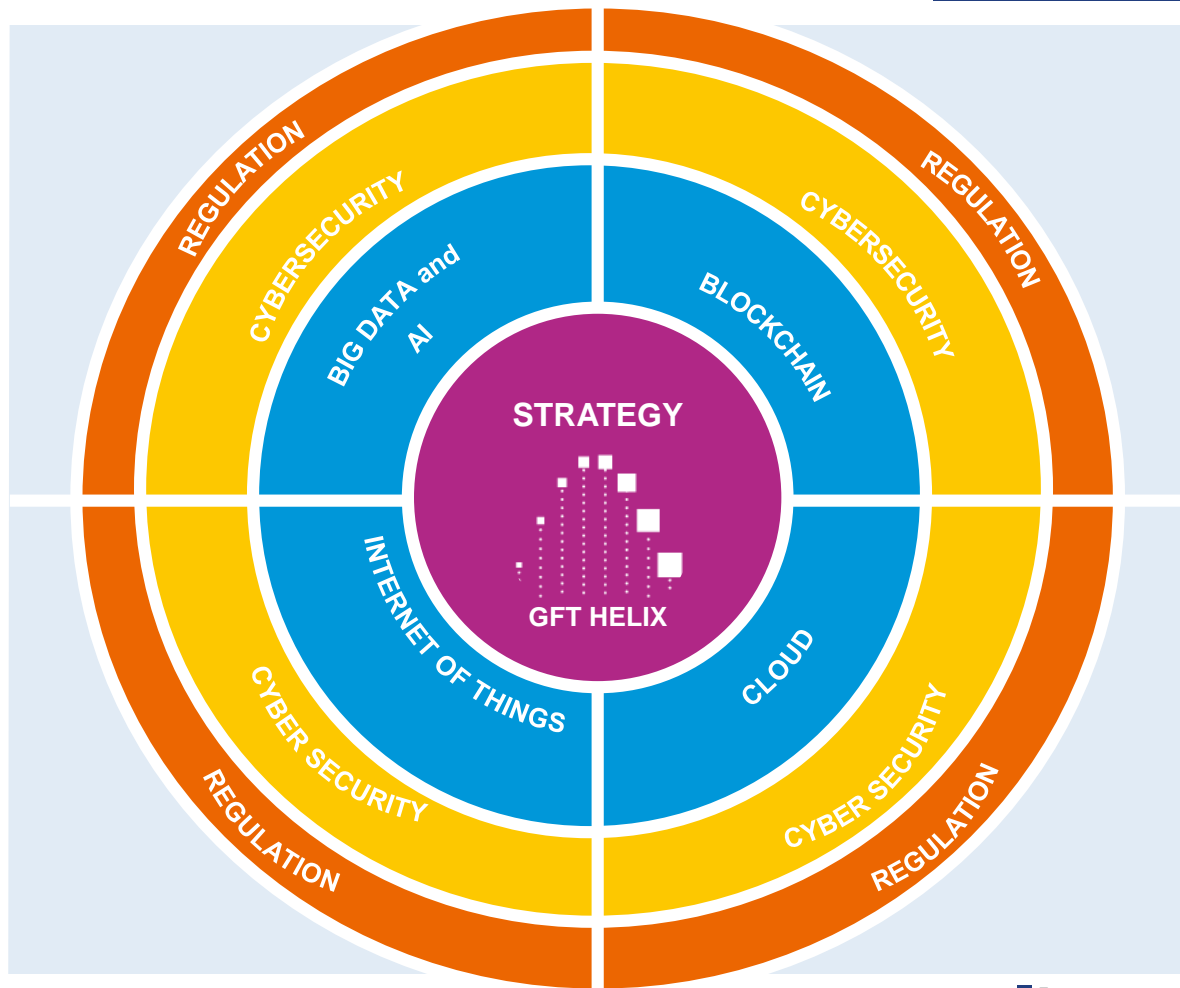 REGULATION
REGULATION
CYBERSECURITY
CYBERSECURITY
BIG DATA and
AI
BLOCKCHAIN
STRATEGY
GFT HELIX
INTERNET OF THINGS
CLOUD
CYBER SECURITY
CYBER SECURITY
REGULATION
REGULATION